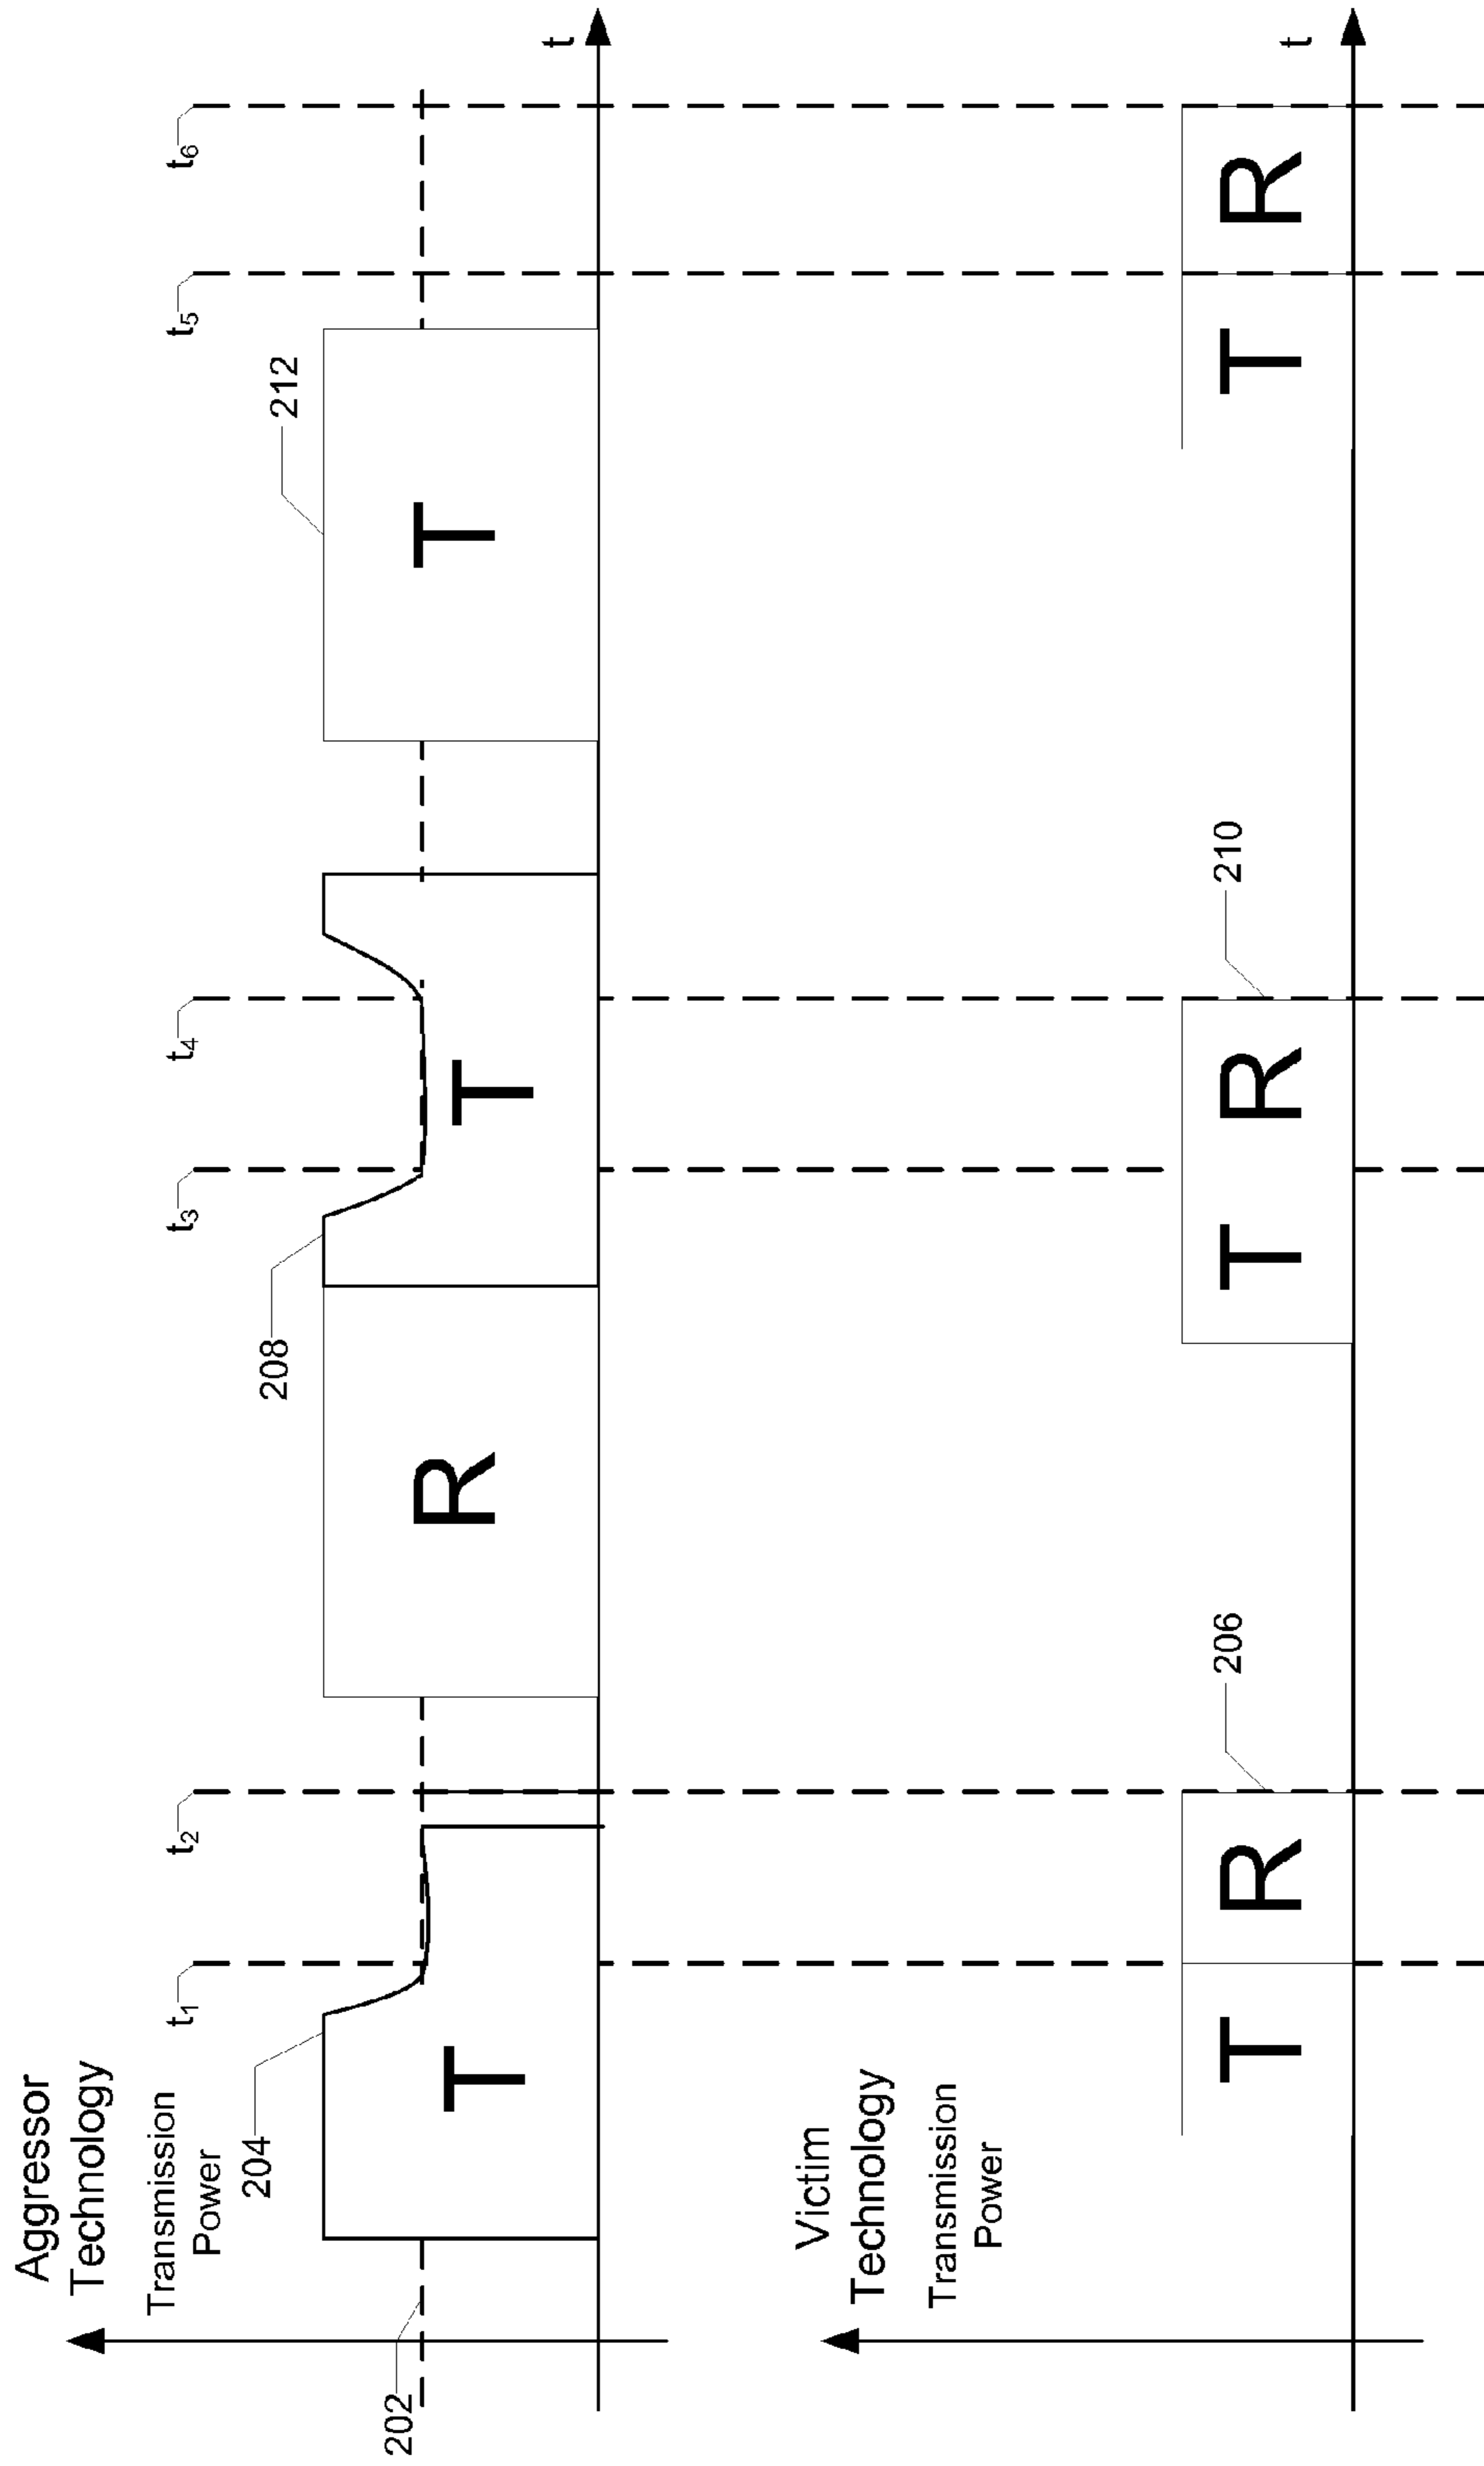 Aggressor
Technology
Transmission
Power
202
204
t1
t2
208
t3
t4
212
t5
t6
T
R
T
T
t
Victim
Technology
Transmission
Power
206
210
T
R
T
R
T
R
t